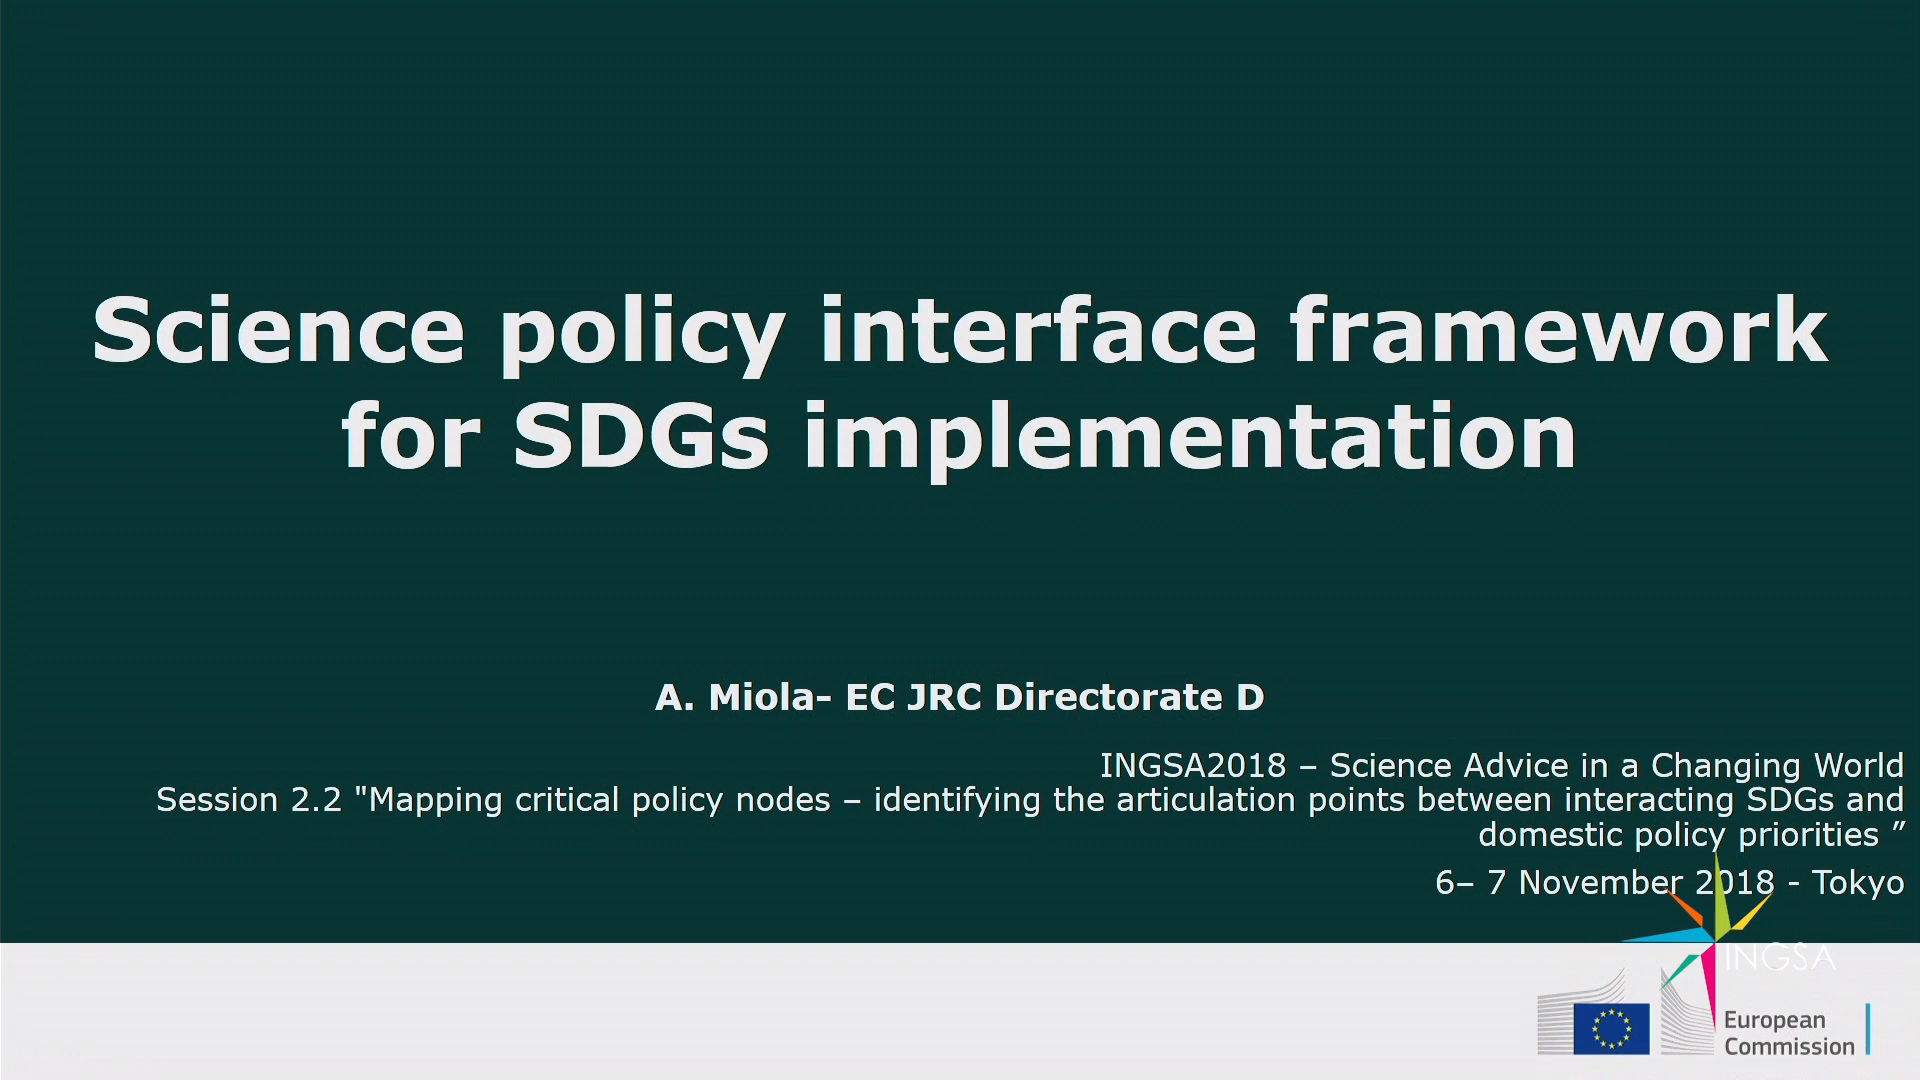 Science policy interface framework
for SDGs implementation
A. Miola– EC JRC Directorate D
INGSA2018 – Science Advice in a Changing World
Session 2.2 "Mapping critical policy nodes – identifying the articulation points between interacting SDGs and
domestic policy priorities ”
6– 7 November 2018 - Tokyo
INGSA
European
Commission